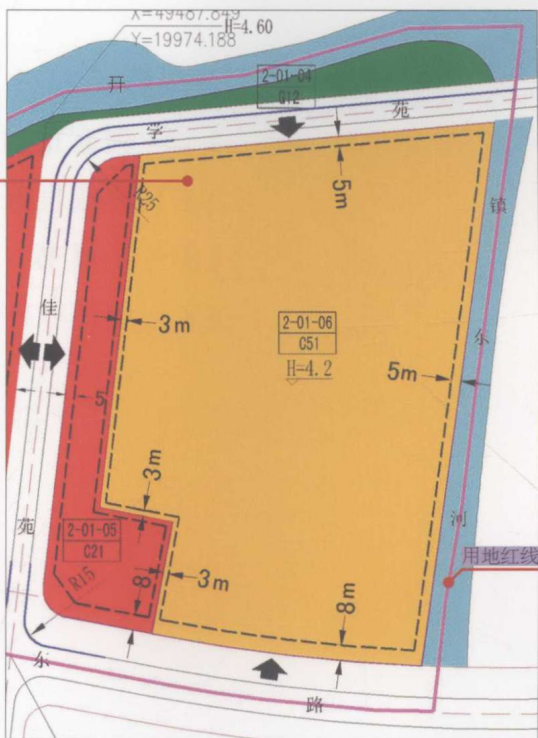 X=49487.849
H=4.60
Y=19974.188
开
2-01-04
G12
学
苑
5m
R25
镇
佳
3m
2-01-06
C51
H=4.2
东
5m
5
3m
苑
2-01-05
C21
河
用地红线
R15
8
3m
8m
东
路